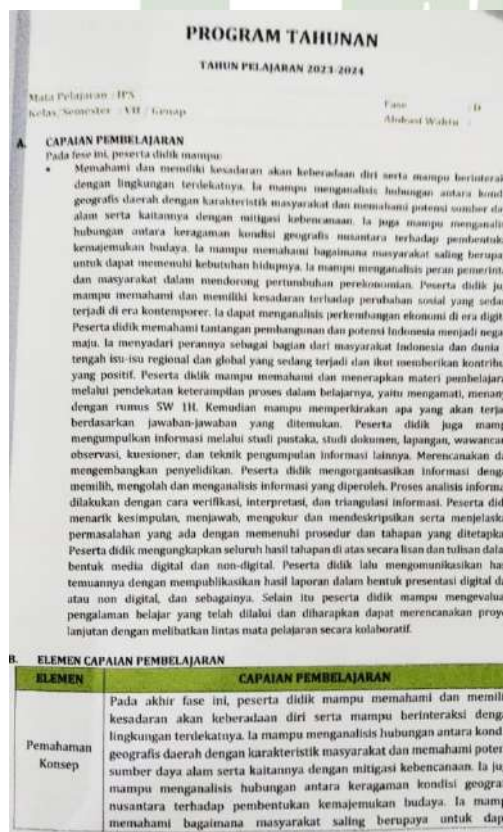 PROGRAM TAHUNAN
TAHUN PELAJARAN 2023-2024
Mata Pelajaran : IPS
Kelas/Semester : VII / Genap
Fase : D
Alokasi Waktu :
A. CAPAIAN PEMBELAJARAN
Pada fese ini, peserta didik mampu:
• Memahami dan memiliki kesadaran akan keberadaan diri serta mampu berinterak
dengan lingkungan terdekatnya. Ia mampu menganalisis hubungan antara kond
geografis daerah dengan karakteristik masyarakat dan memahami potensi sumber da
alam serta kaitannya dengan mitigasi kebencanaan. Ia juga mampu menganalis
hubungan antara keragaman kondisi geografis nusantara terhadap pembentuk
kemajemukan budaya. Ia mampu memahami bagaimana masyarakat saling berupa
untuk dapat memenuhi kebutuhan hidupnya. Ia mampu menganalisis peran pemerint
dan masyarakat dalam mendorong pertumbuhan perekonomian. Peserta didik ju
mampu memahami dan memiliki kesadaran terhadap perubahan sosial yang sedan
terjadi di era kontemporer. Ia dapat menganalisis perkembangan ekonomi di era digit
Peserta didik memahami tantangan pembangunan dan potensi Indonesia menjadi nega
maju. Ia menyadari perannya sebagai bagian dari masyarakat Indonesia dan dunia
tengah isu-isu regional dan global yang sedang terjadi dan ikut memberikan kontribu
yang positif. Peserta didik mampu memahami dan menerapkan materi pembelajar
melalui pendekatan keterampilan proses dalam belajarnya, yaitu mengamati, menan
dengan rumus 5W 1H. Kemudian mampu memperkirakan apa yang akan terja
berdasarkan jawaban-jawaban yang ditemukan. Peserta didik juga mamp
mengumpulkan informasi melalui studi pustaka, studi dokumen, lapangan, wawancar
observasi, kuesioner, dan teknik pengumpulan informasi lainnya. Merencanakan da
mengembangkan penyelidikan. Peserta didik mengorganisasikan informasi denga
memilih, mengolah dan menganalisis informasi yang diperoleh. Proses analisis informa
dilakukan dengan cara verifikasi, interpretasi, dan triangulasi informasi. Peserta did
menarik kesimpulan, menjawab, mengukur dan mendeskripsikan serta menjelaska
permasalahan yang ada dengan memenuhi prosedur dan tahapan yang ditetapka
Peserta didik mengungkapkan seluruh hasil tahapan di atas secara lisan dan tulisan dala
bentuk media digital dan non-digital. Peserta didik lalu mengomunikasikan has
temuannya dengan mempublikasikan hasil laporan dalam bentuk presentasi digital da
atau non digital, dan sebagainya. Selain itu peserta didik mampu mengevalua
pengalaman belajar yang telah dilalui dan diharapkan dapat merencanakan proye
lanjutan dengan melibatkan lintas mata pelajaran secara kolaboratif.
B. ELEMEN CAPAIAN PEMBELAJARAN
ELEMEN CAPAIAN PEMBELAJARAN
Pemahaman
Konsep
Pada akhir fase ini, peserta didik mampu memahami dan memili
kesadaran akan keberadaan diri serta mampu berinteraksi denga
lingkungan terdekatnya. Ia mampu menganalisis hubungan antara kond
geografis daerah dengan karakteristik masyarakat dan memahami poten
sumber daya alam serta kaitannya dengan mitigasi kebencanaan. Ia ju
mampu menganalisis hubungan antara keragaman kondisi geogra
nusantara terhadap pembentukan kemajemukan budaya. Ia mamp
memahami bagaimana masyarakat saling berupaya untuk dap